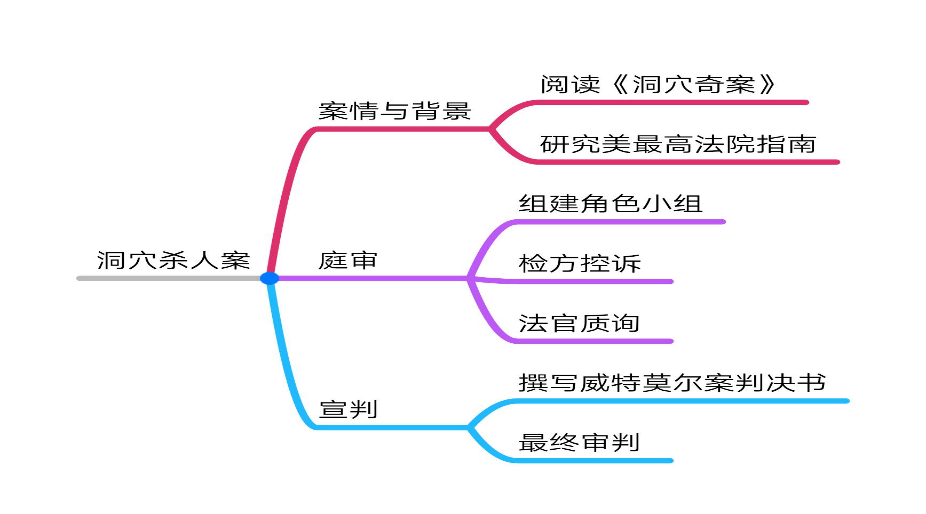 洞穴杀人案
案情与背景
阅读《洞穴奇案》
研究美最高法院指南
庭审
组建角色小组
检方控诉
法官质询
宣判
撰写威特莫尔案判决书
最终审判